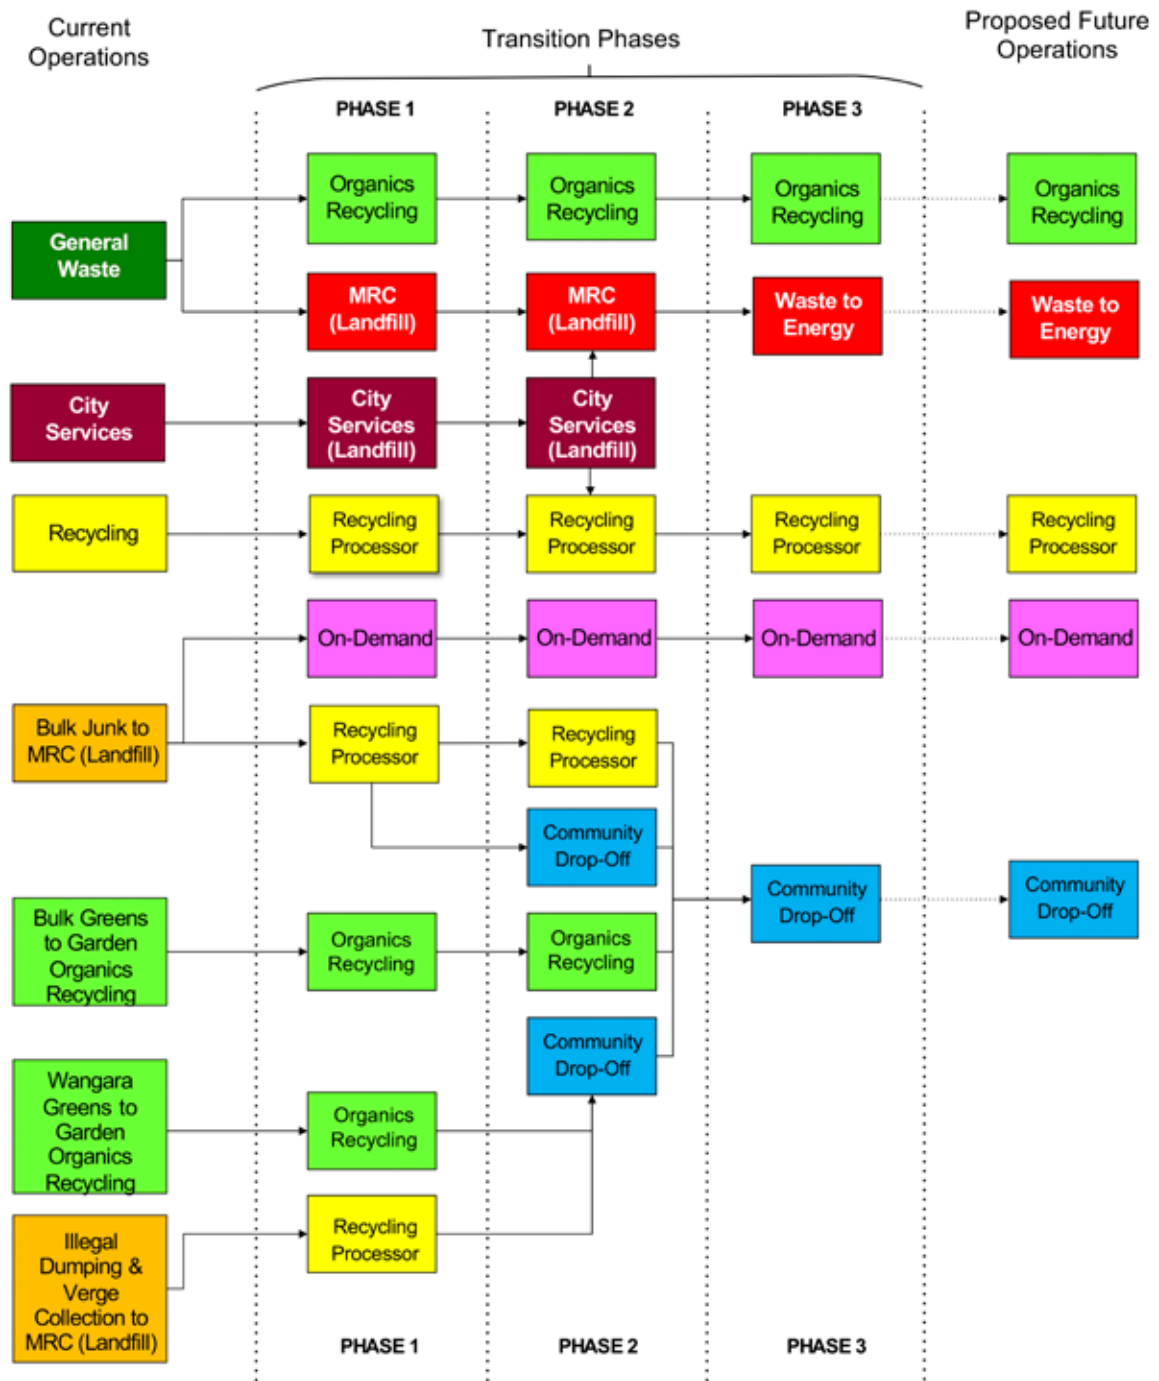 Current
Operations
Transition Phases
Proposed Future
Operations
PHASE 1
PHASE 2
PHASE 3
General
Waste
Organics
Recycling
Organics
Recycling
Organics
Recycling
Organics
Recycling
MRC
(Landfill)
MRC
(Landfill)
Waste to
Energy
Waste to
Energy
City
Services
City
Services
(Landfill)
City
Services
(Landfill)
Recycling
Recycling
Processor
Recycling
Processor
Recycling
Processor
Recycling
Processor
On-Demand
On-Demand
On-Demand
On-Demand
Bulk Junk to
MRC (Landfill)
Recycling
Processor
Recycling
Processor
Community
Drop-Off
Community
Drop-Off
Community
Drop-Off
Bulk Greens
to Garden
Organics
Recycling
Organics
Recycling
Organics
Recycling
Community
Drop-Off
Wangara
Greens to
Garden
Organics
Recycling
Organics
Recycling
Illegal
Dumping &
Verge
Collection to
MRC (Landfill)
Recycling
Processor
PHASE 1
PHASE 2
PHASE 3